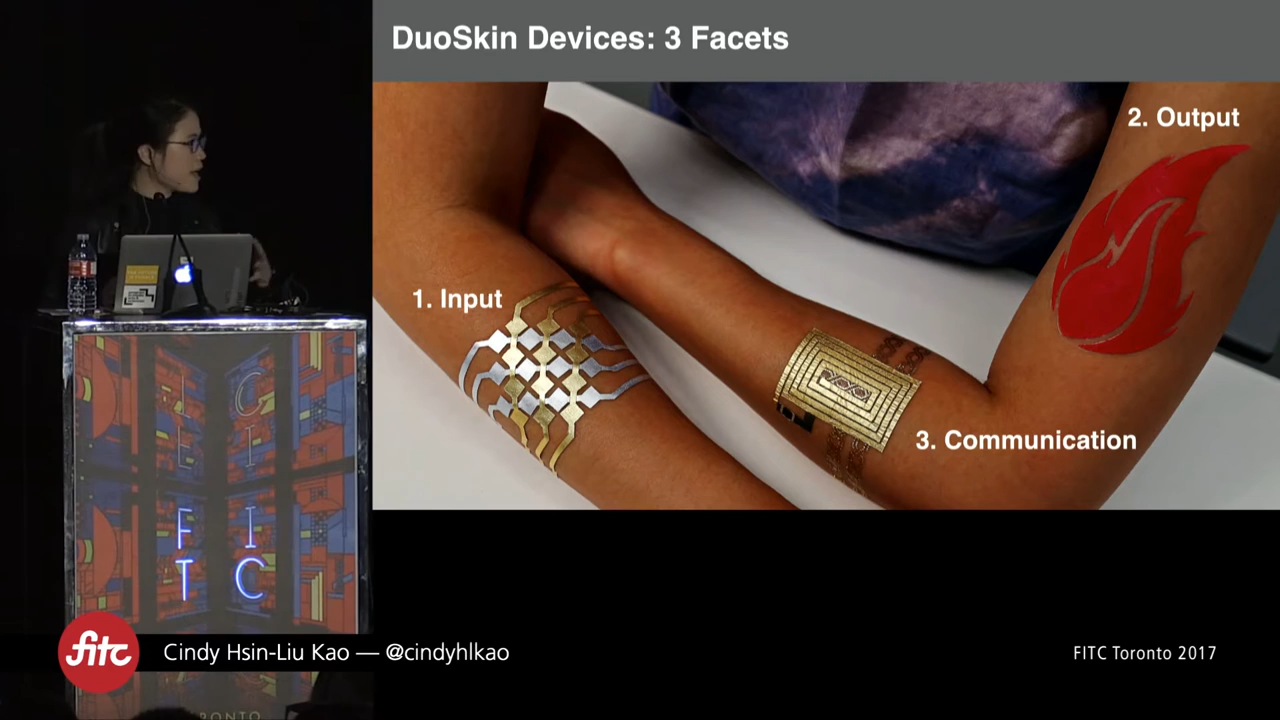 DuoSkin Devices: 3 Facets
2. Output
1. Input
3. Communication
C
I I
E
F I
T C
fitc
Cindy Hsin-Liu Kao — @cindyhlkao
FITC Toronto 2017
RONTO